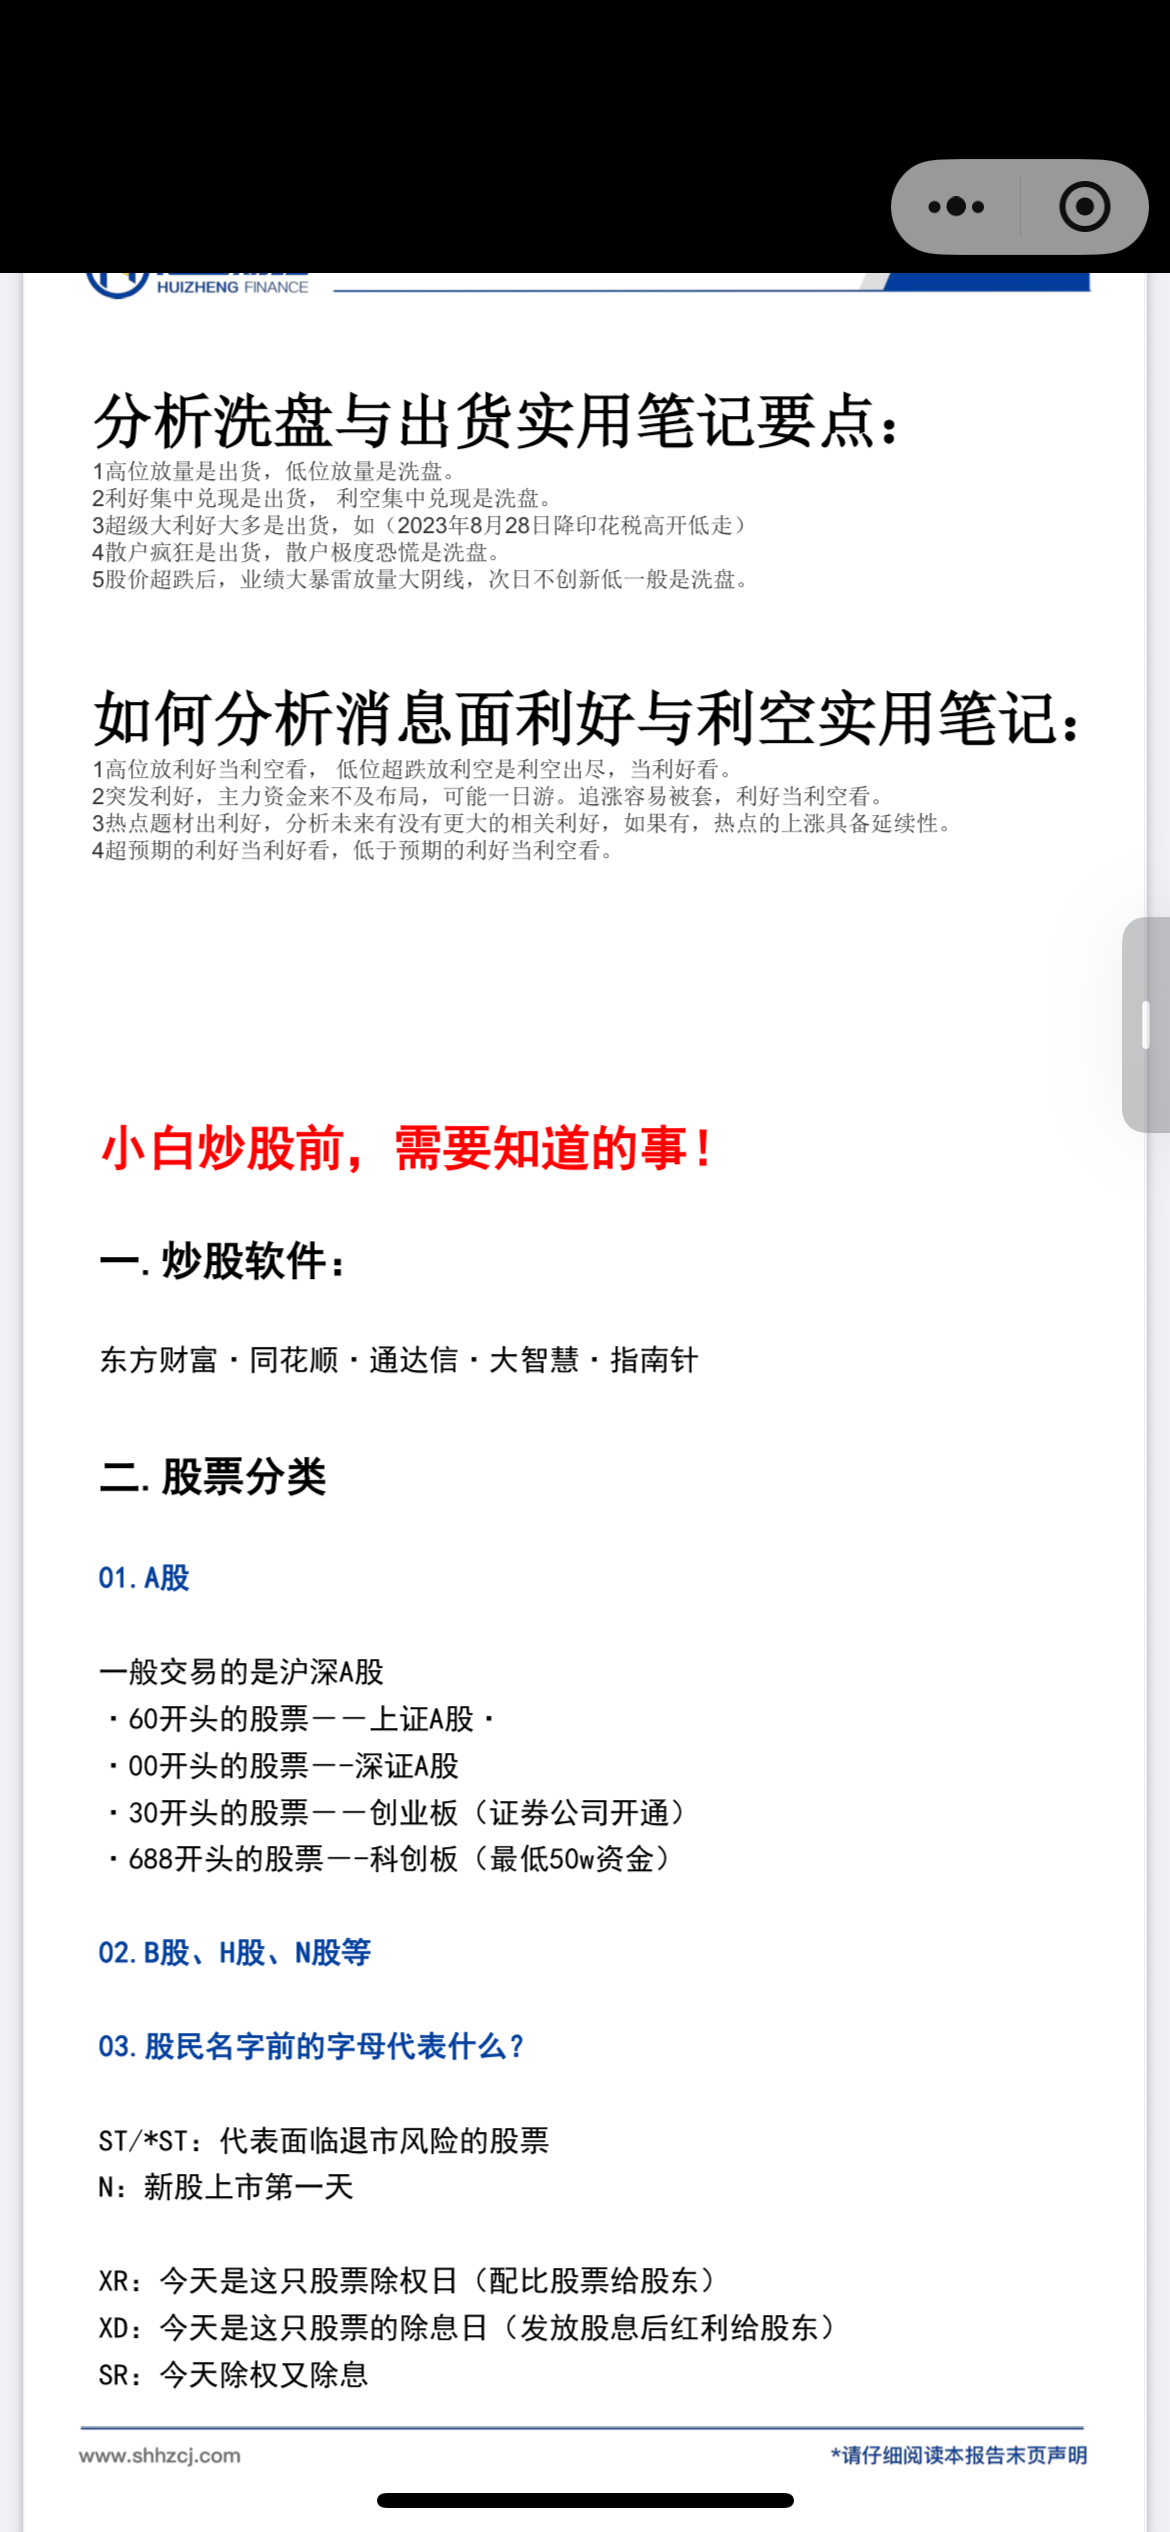 HUIZHENG FINANCE
分析洗盘与出货实用笔记要点：
1高位放量是出货，低位放量是洗盘。
2利好集中兑现是出货， 利空集中兑现是洗盘。
3超级大利好大多是出货，如（2023年8月28日降印花税高开低走）
4散户疯狂是出货，散户极度恐慌是洗盘。
5股价超跌后，业绩大暴雷放量大阴线，次日不创新低一般是洗盘。
如何分析消息面利好与利空实用笔记：
1高位放利好当利空看， 低位超跌放利空是利空出尽，当利好看。
2突发利好，主力资金来不及布局，可能一日游。追涨容易被套，利好当利空看。
3热点题材出利好，分析未来有没有更大的相关利好，如果有，热点的上涨具备延续性。
4超预期的利好当利好看，低于预期的利好当利空看。
小白炒股前，需要知道的事！
一. 炒股软件：
东方财富·同花顺·通达信·大智慧·指南针
二. 股票分类
01. A股
一般交易的是沪深A股
·60开头的股票——上证A股·
·00开头的股票—-深证A股
·30开头的股票——创业板（证券公司开通）
·688开头的股票—-科创板（最低50w资金）
02. B股、H股、N股等
03. 股民名字前的字母代表什么？
ST/*ST：代表面临退市风险的股票
N：新股上市第一天
XR：今天是这只股票除权日（配比股票给股东）
XD：今天是这只股票的除息日（发放股息后红利给股东）
SR：今天除权又除息
www.shhzcj.com
*请仔细阅读本报告末页声明